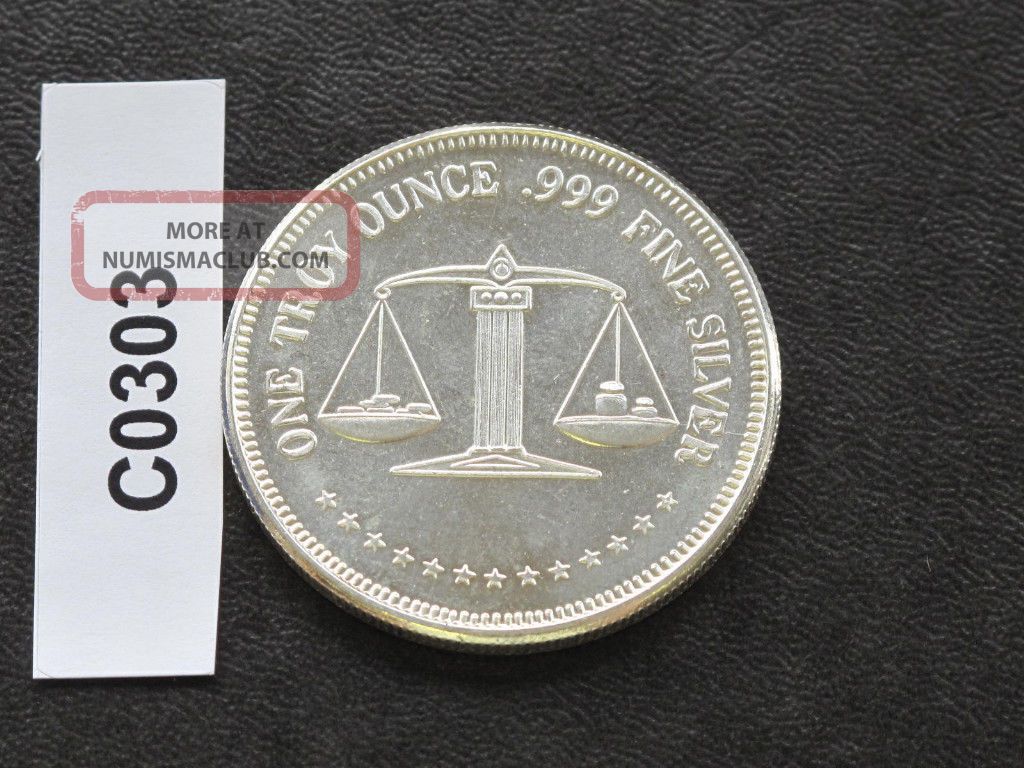 ONE TROY OUNCE .999 FINE SILVER
MORE AT
NUMISMACLUB.COM
C0303